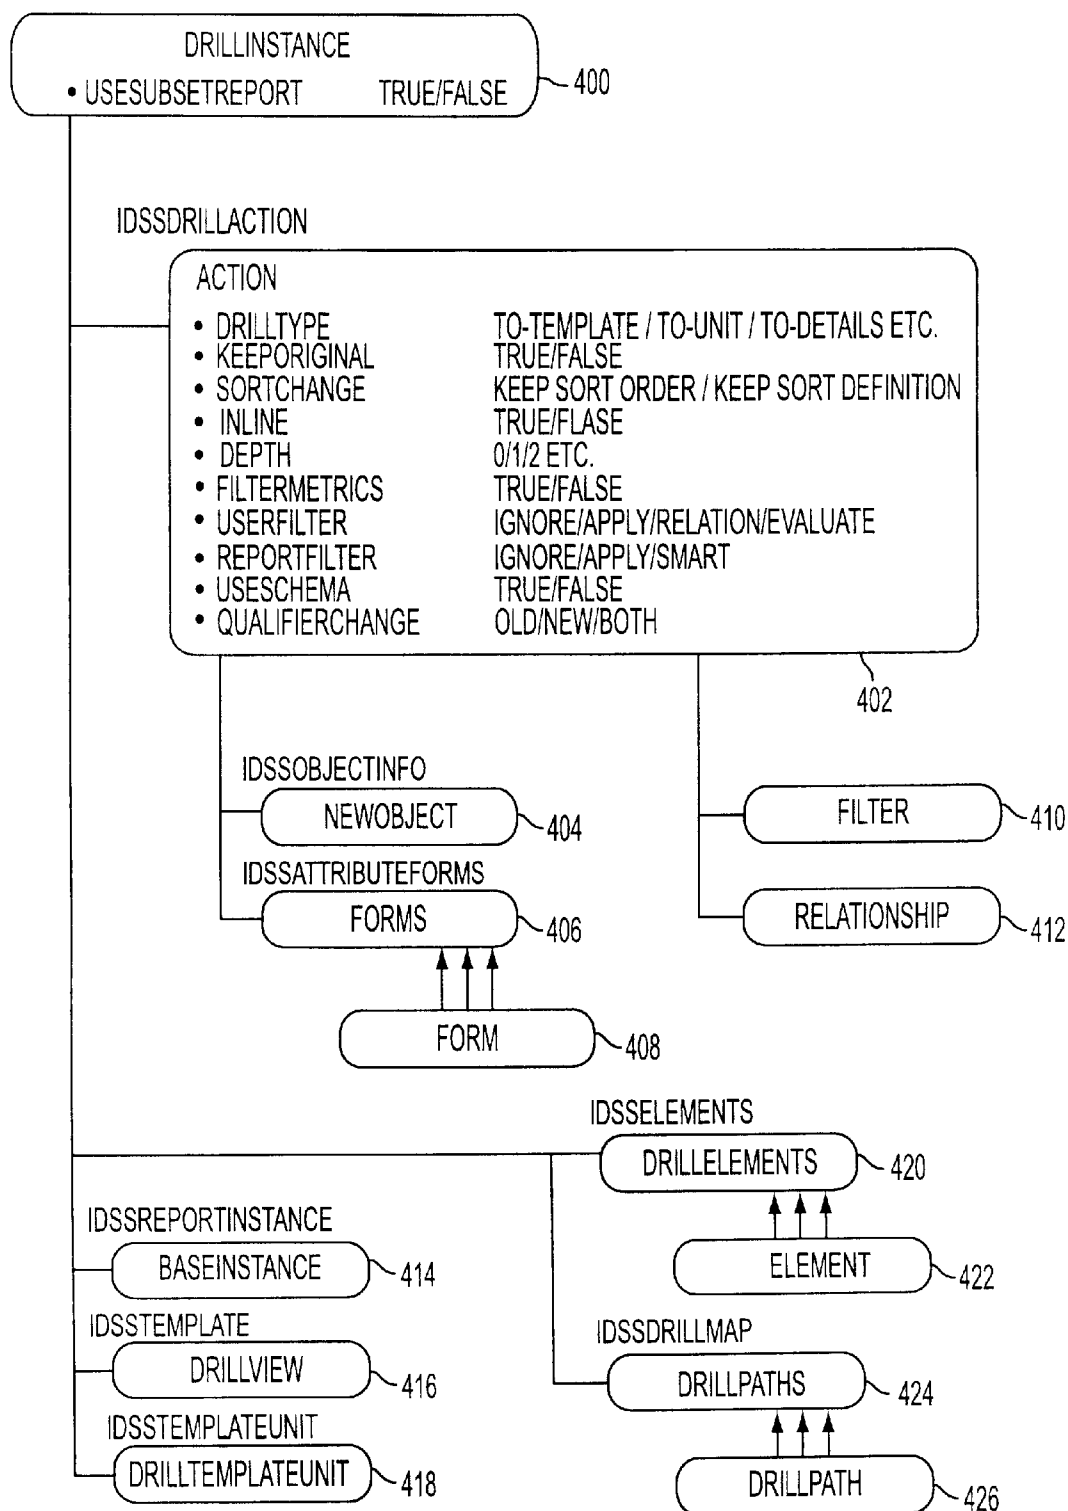 DRILLINSTANCE
• USESUBSETREPORT TRUE/FALSE
400
IDSSDRILLACTION
ACTION
• DRILLTYPE TO-TEMPLATE / TO-UNIT / TO-DETAILS ETC.
• KEEPORIGINAL TRUE/FALSE
• SORTCHANGE KEEP SORT ORDER / KEEP SORT DEFINITION
• INLINE TRUE/FLASE
• DEPTH 0/1/2 ETC.
• FILTERMETRICS TRUE/FALSE
• USERFILTER IGNORE/APPLY/RELATION/EVALUATE
• REPORTFILTER IGNORE/APPLY/SMART
• USESCHEMA TRUE/FALSE
• QUALIFIERCHANGE OLD/NEW/BOTH
402
IDSSOBJECTINFO
NEWOBJECT
404
FILTER
410
IDSSATTRIBUTEFORMS
FORMS
406
RELATIONSHIP
412
FORM
408
IDSSELEMENTS
DRILLELEMENTS
420
IDSSREPORTINSTANCE
BASEINSTANCE
414
ELEMENT
422
IDSSTEMPLATE
DRILLVIEW
416
IDSSDRILLMAP
DRILLPATHS
424
IDSSTEMPLATEUNIT
DRILLTEMPLATEUNIT
418
DRILLPATH
426